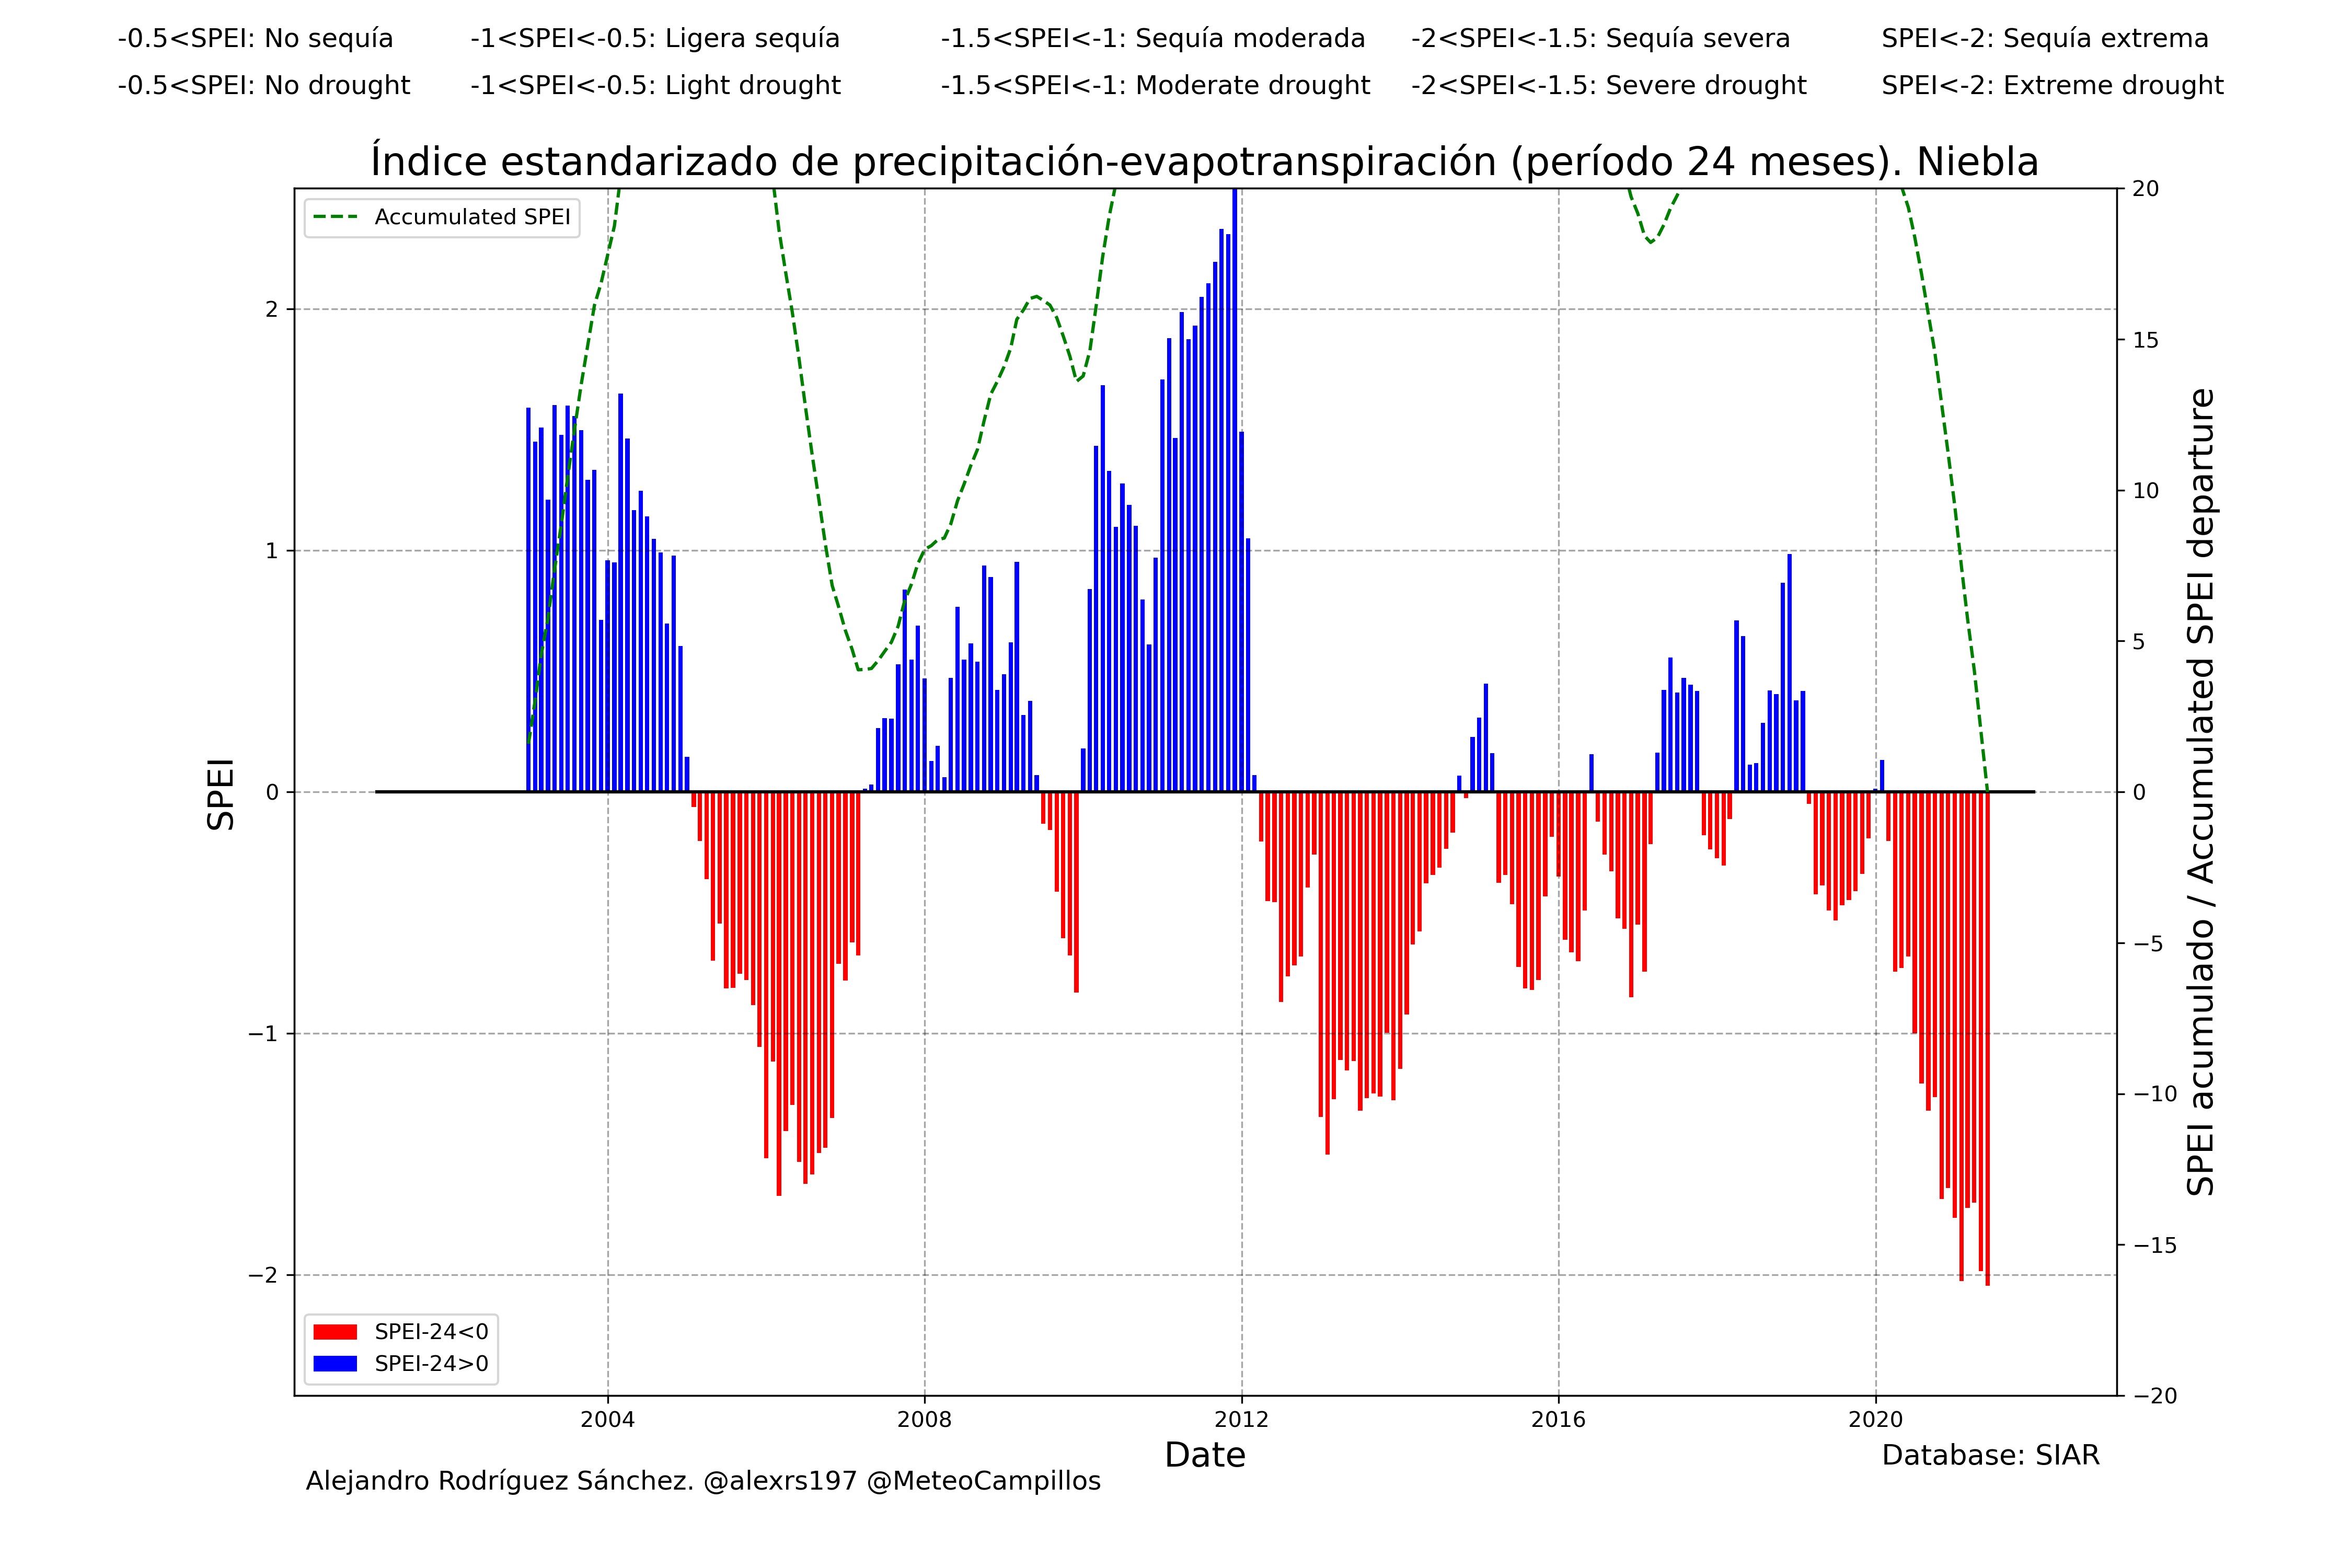 -0.5<SPEI: No sequía -1<SPEI<-0.5: Ligera sequía -1.5<SPEI<-1: Sequía moderada -2<SPEI<-1.5: Sequía severa SPEI<-2: Sequía extrema
-0.5<SPEI: No drought -1<SPEI<-0.5: Light drought -1.5<SPEI<-1: Moderate drought -2<SPEI<-1.5: Severe drought SPEI<-2: Extreme drought
Índice estandarizado de precipitación-evapotranspiración (período 24 meses). Niebla
Accumulated SPEI
SPEI
2
1
0
−1
−2
20
15
10
5
0
−5
−10
−15
−20
SPEI acumulado / Accumulated SPEI departure
SPEI-24<0
SPEI-24>0
2004 2008 2012 2016 2020
Date
Database: SIAR
Alejandro Rodríguez Sánchez. @alexrs197 @MeteoCampillos